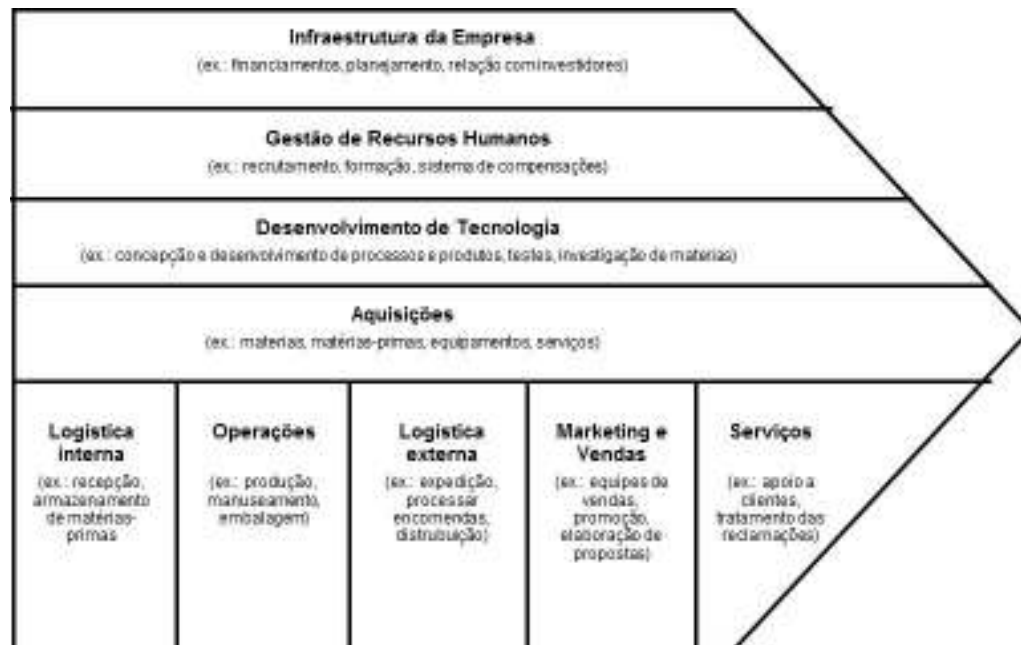 Infraestrutura da Empresa
(ex.: financiamentos, planejamento, relação com investidores)
Gestão de Recursos Humanos
(ex.: recrutamento, formação, sistema de compensações)
Desenvolvimento de Tecnologia
(ex.: concepção e desenvolvimento de processos e produtos, testes, investigação de materias)
Aquisições
(ex.: materias, matérias-primas, equipamentos, serviços)
Logistica
interna
(ex.: recepção,
armazenamento
de matérias-
primas
Operações
(ex.: produção,
manuseamento,
embalagem)
Logistica
externa
(ex.: expedição,
processar
encomendas,
distrubuição)
Marketing e
Vendas
(ex.: equipes de
vendas,
promoção,
elaboração de
propostas)
Serviços
(ex.: apoio a
clientes,
tratamento das
reclamações)